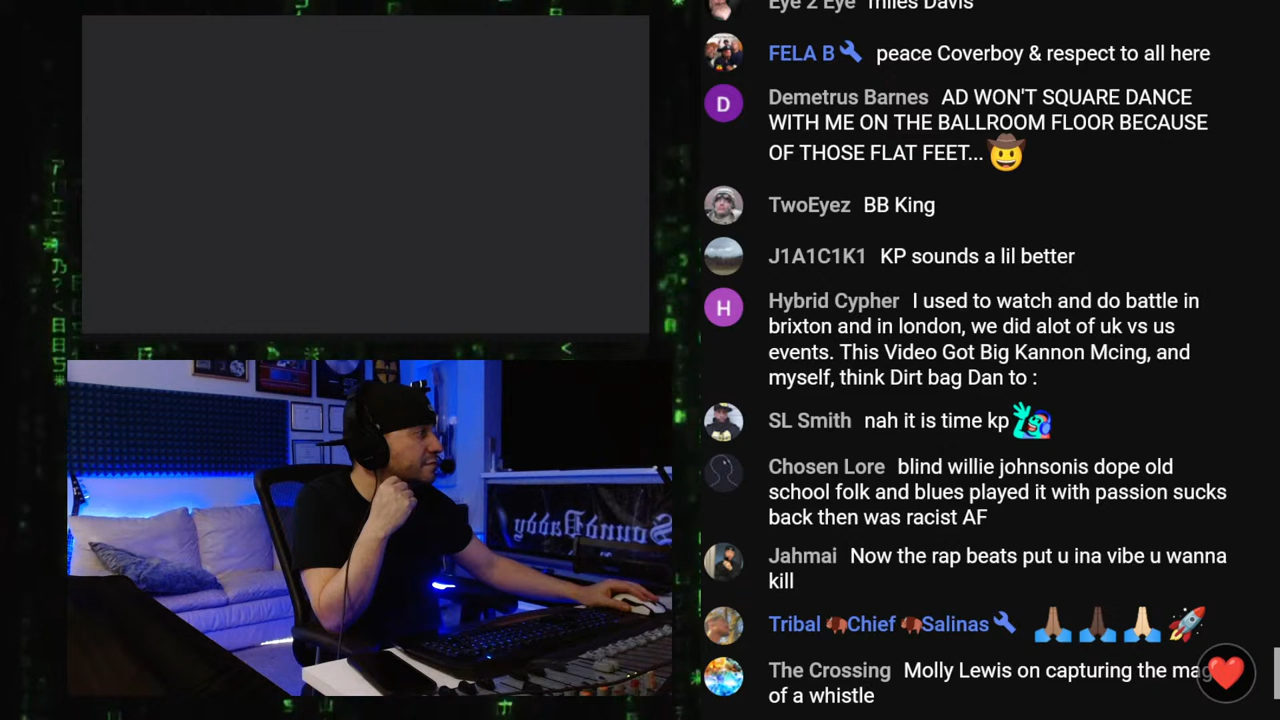 Eye 2 Eye miles Davis
FELA B peace Coverboy & respect to all here
D
Demetrus Barnes AD WON'T SQUARE DANCE
WITH ME ON THE BALLROOM FLOOR BECAUSE
OF THOSE FLAT FEET...
TwoEyez BB King
J1A1C1K1 KP sounds a lil better
H
Hybrid Cypher I used to watch and do battle in
brixton and in london, we did alot of uk vs us
events. This Video Got Big Kannon Mcing, and
myself, think Dirt bag Dan to :
SL Smith nah it is time kp
Chosen Lore blind willie johnsonis dope old
school folk and blues played it with passion sucks
back then was racist AF
Jahmai Now the rap beats put u ina vibe u wanna
kill
Tribal Chief Salinas
The Crossing Molly Lewis on capturing the
of a whistle
SoundDaddy